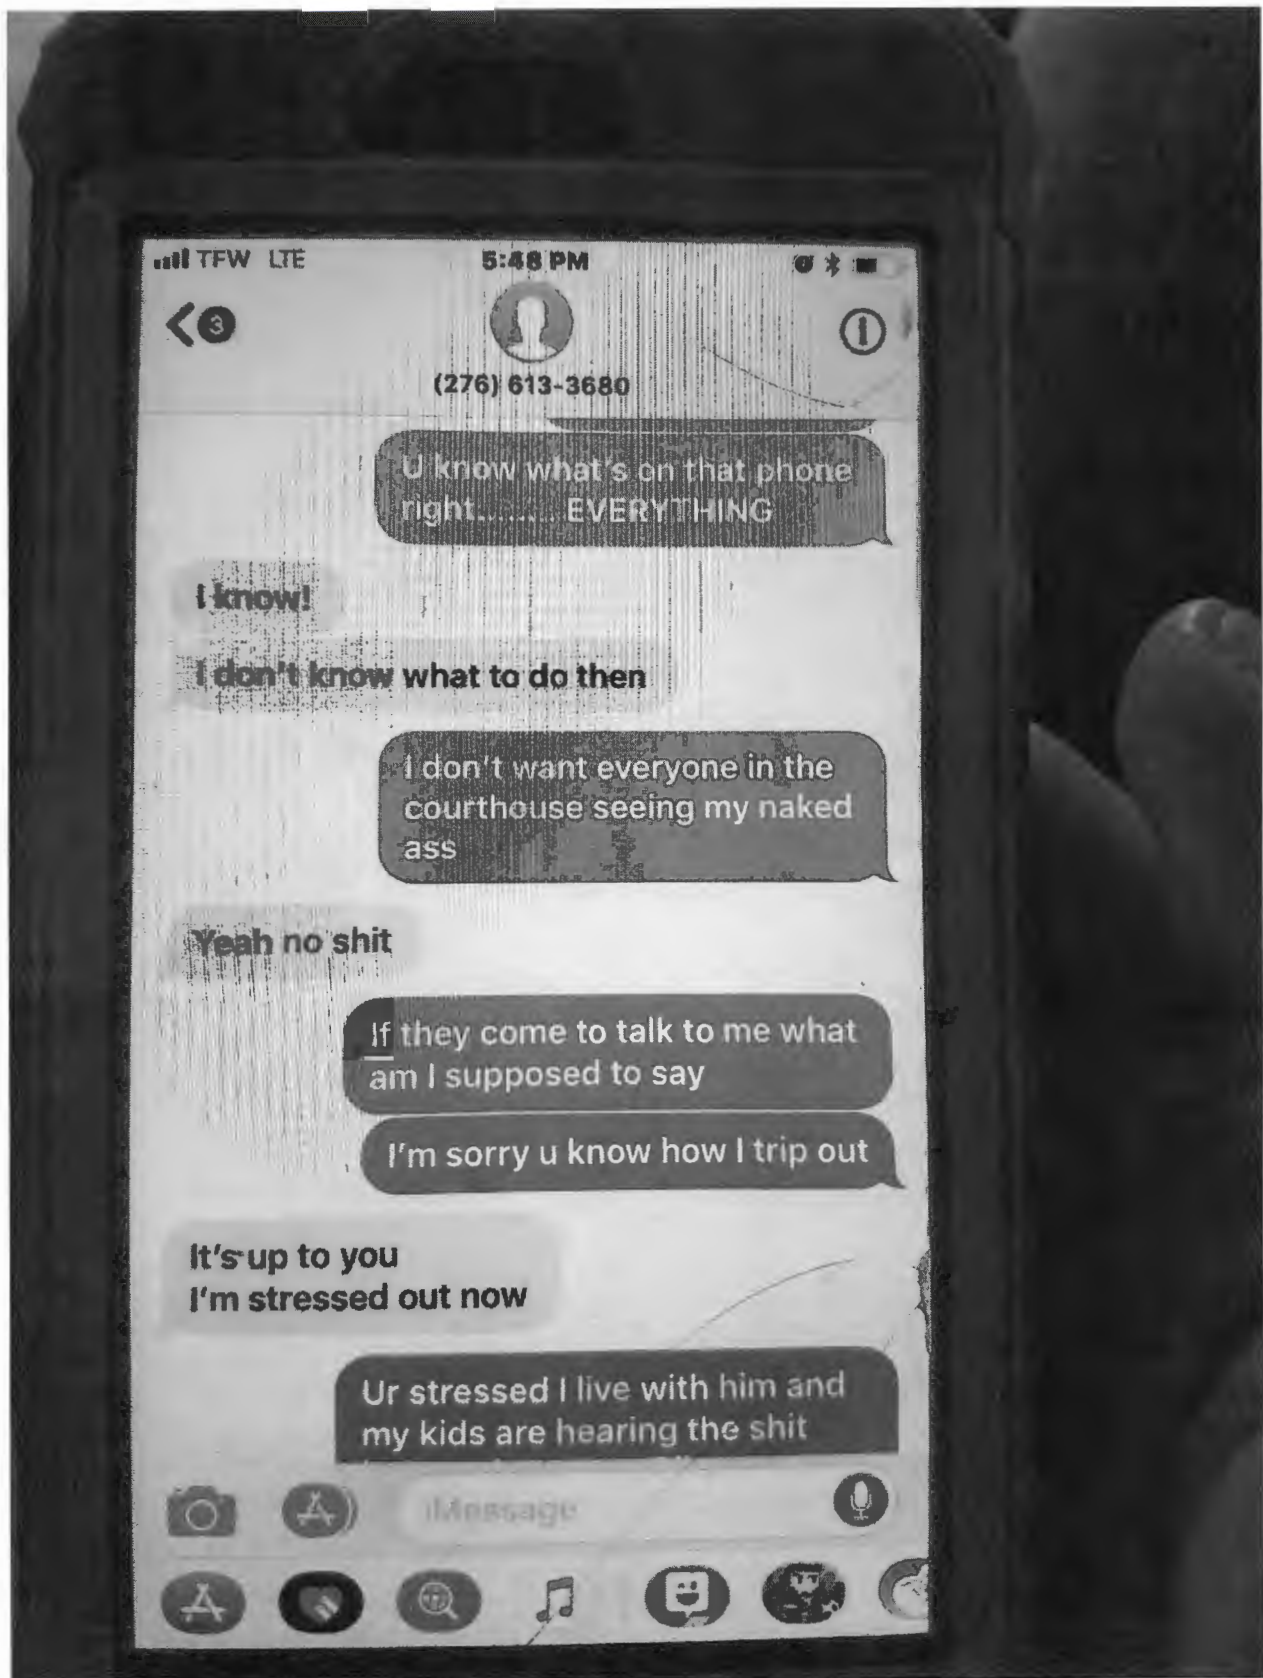 TFW LTE 5:48 PM
3
(276) 613-3680
U know what's on that phone
right.........EVERYTHING
I know!
I don't know what to do then
I don't want everyone in the
courthouse seeing my naked
ass
Yeah no shit
If they come to talk to me what
am I supposed to say
I'm sorry u know how I trip out
It's up to you
I'm stressed out now
Ur stressed I live with him and
my kids are hearing the shit
iMessage